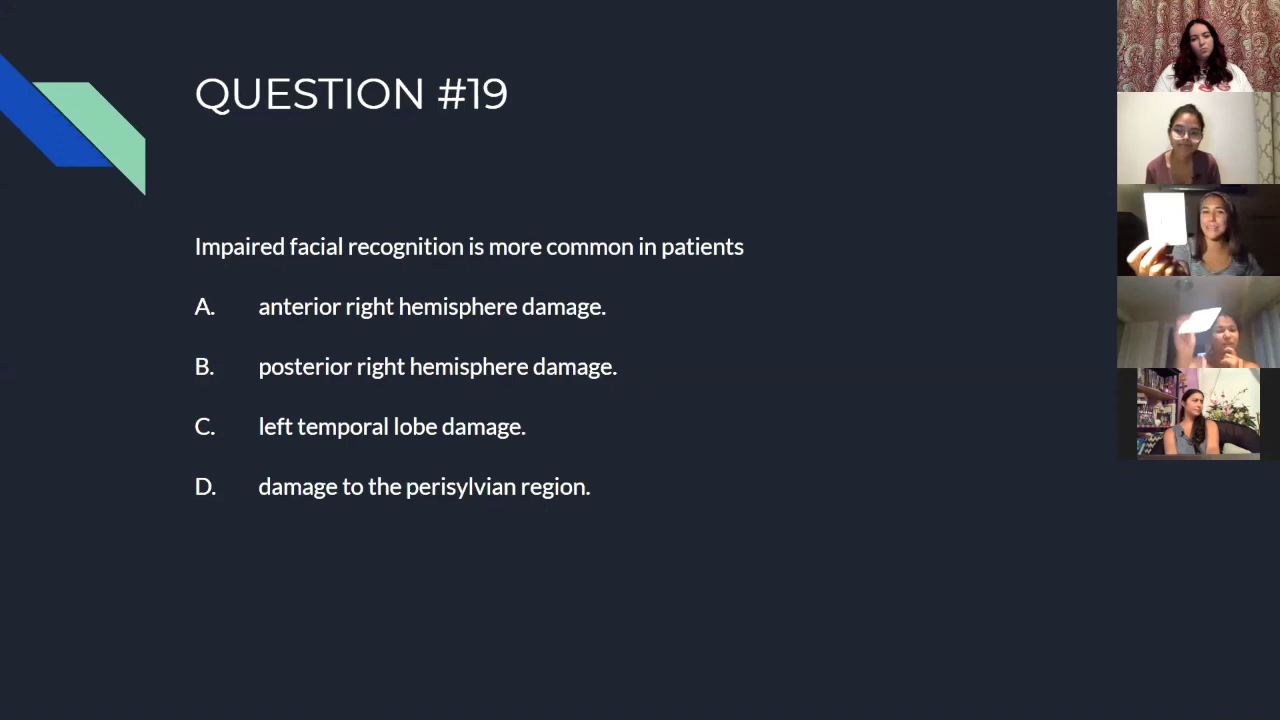 QUESTION #19
Impaired facial recognition is more common in patients
A. anterior right hemisphere damage.
B. posterior right hemisphere damage.
C. left temporal lobe damage.
D. damage to the perisylvian region.